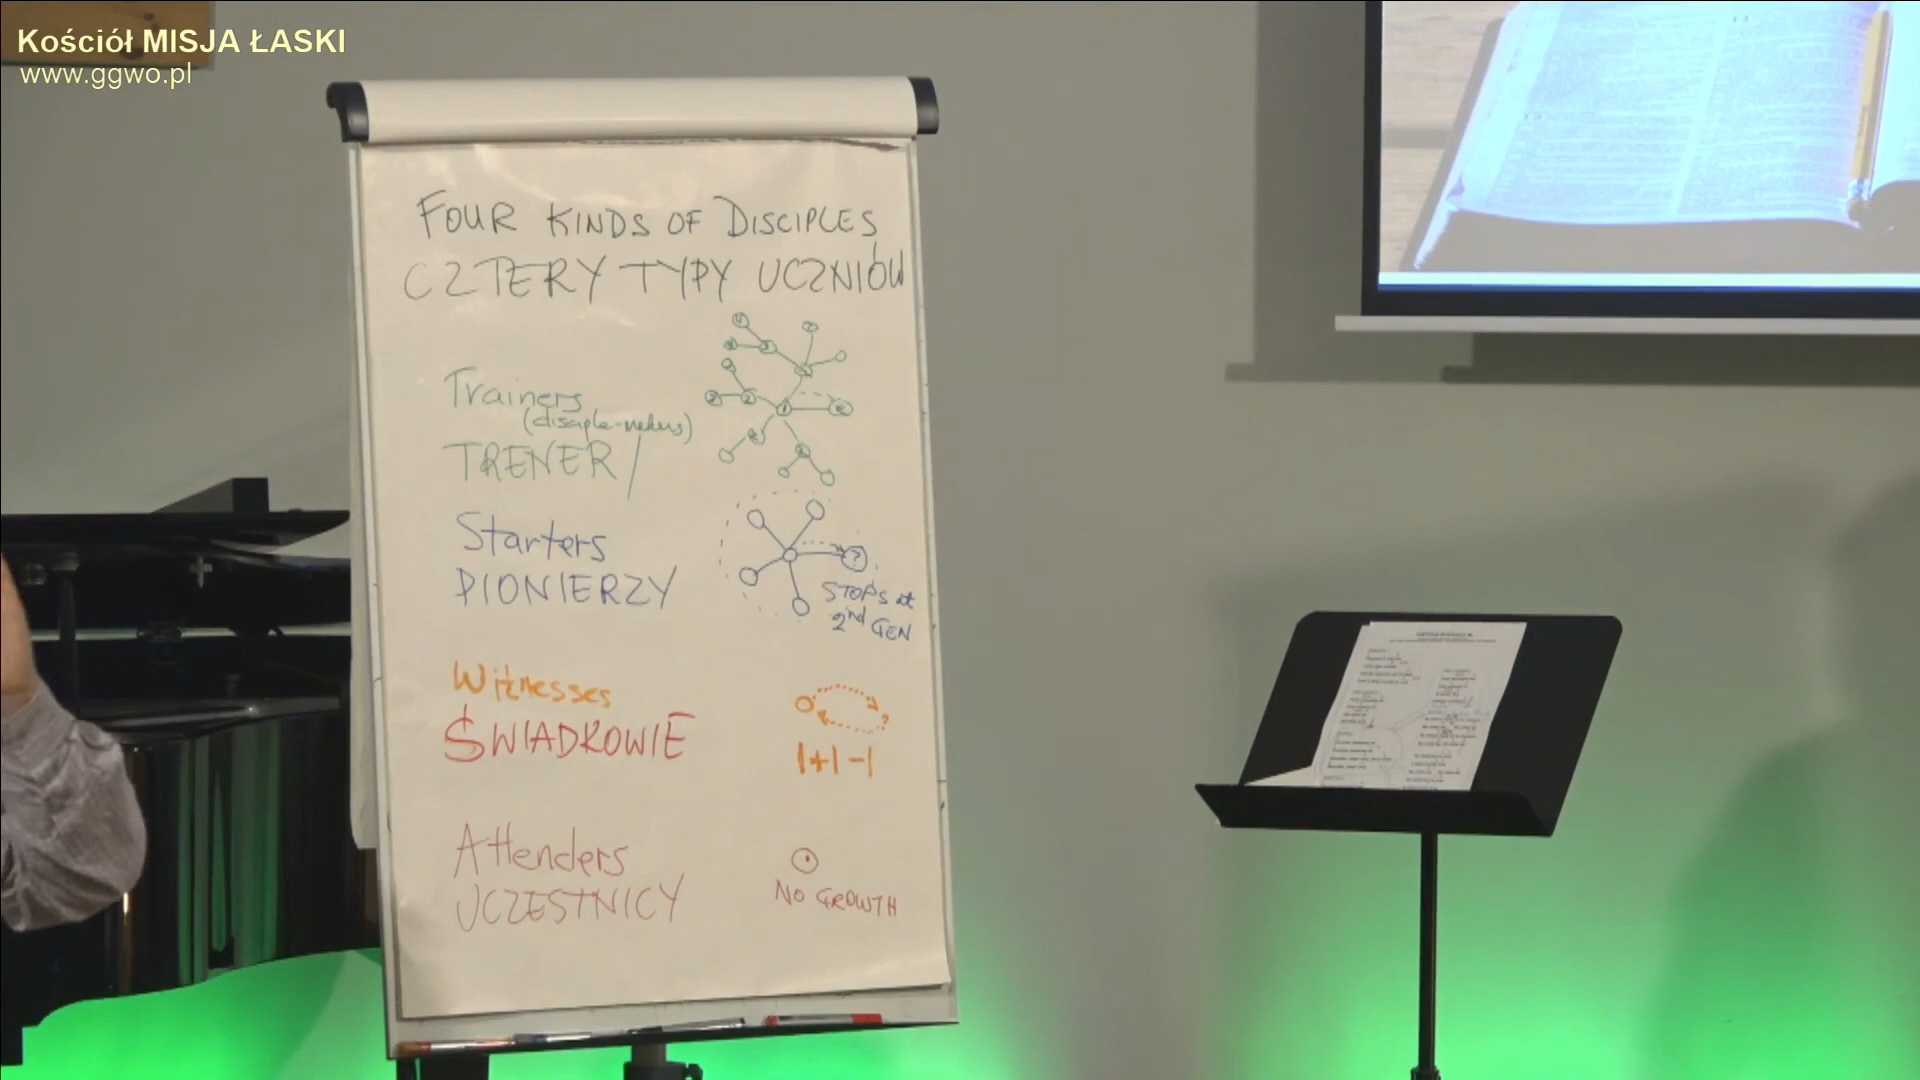 Kościół MISJA ŁASKI
www.ggwo.pl
FOUR KINDS OF DISCIPLES
CZTERY TYPY UCZNIÓW
Trainers
(disciple-makers)
TRENERZY
Starters
PIONIERZY
STOPS at
2nd GEN
Witnesses
ŚWIADKOWIE
1+1-1
Attenders
UCZESTNICY
NO GROWTH